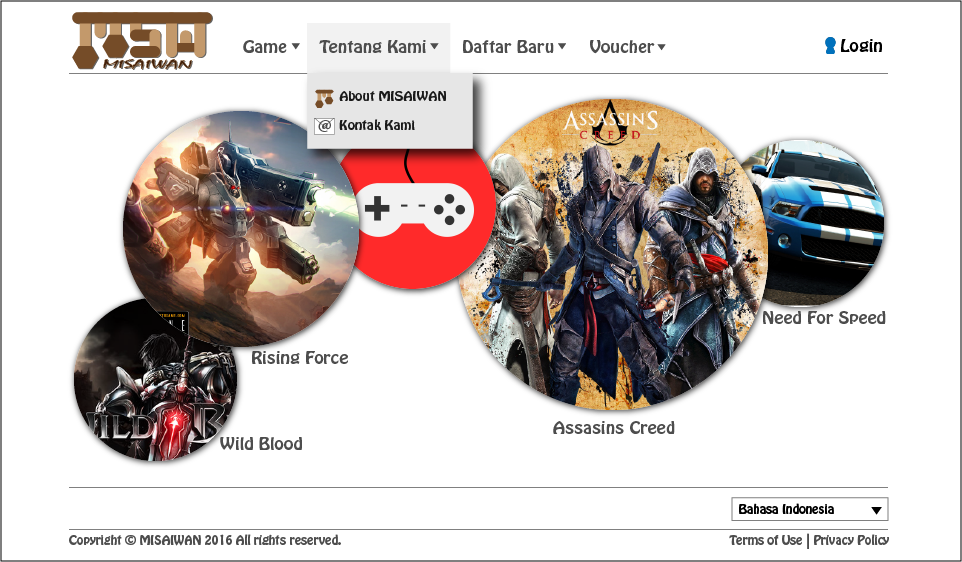 MSW
MISAIWAN
Game
Tentang Kami
Daftar Baru
Voucher
Login
About MISAIWAN
@ Kontak Kami
ASSASSINS
CREED
Need For Speed
Rising Force
WILD B
Wild Blood
Assasins Creed
Bahasa Indonesia
Copyright © MISAIWAN 2016 All rights reserved.
Terms of Use | Privacy Policy